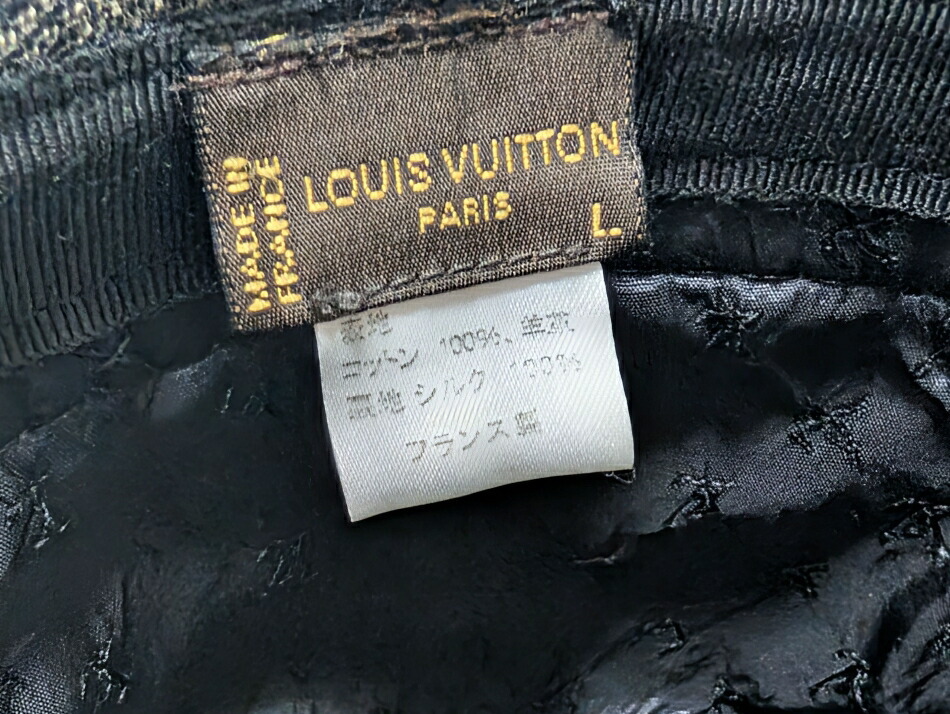 LOUIS VUITTON
PARIS
L
MADE IN
FRANCE
表地
コットン 100%、羊革
裏地 シルク 100%
フランス製